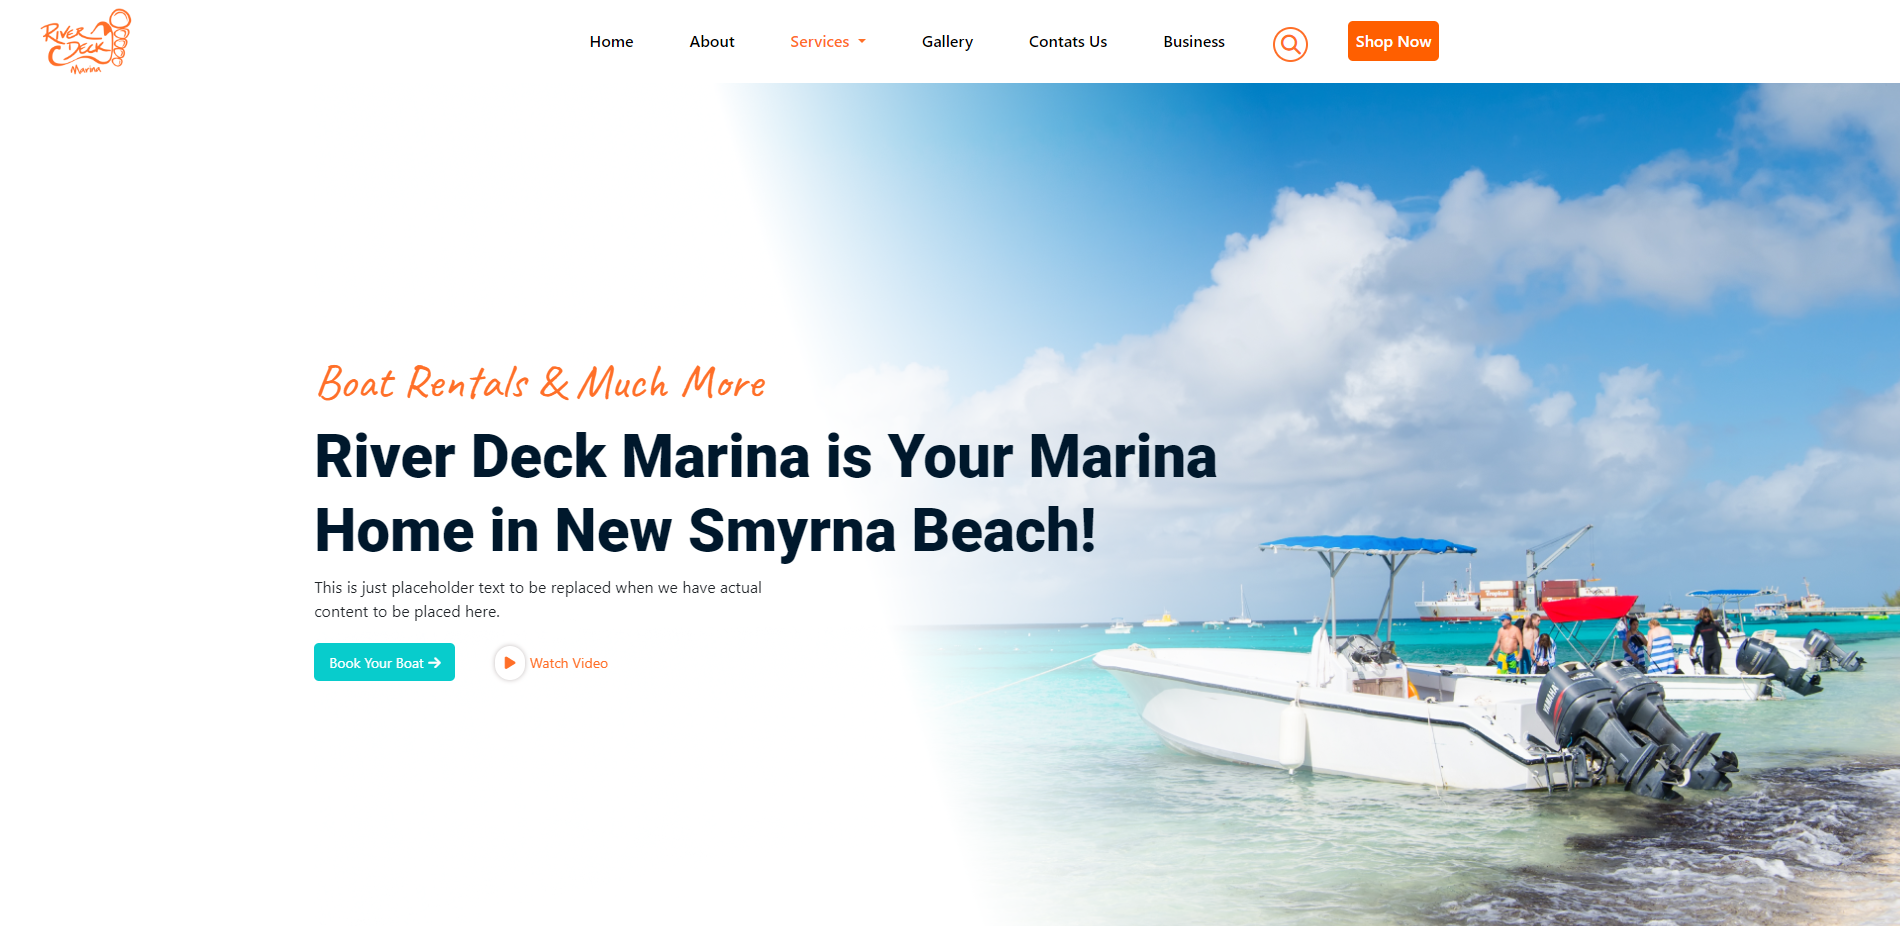 River Deck Marina
Home
About
Services
Gallery
Contats Us
Business
Shop Now
Boat Rentals & Much More
River Deck Marina is Your Marina
Home in New Smyrna Beach!
This is just placeholder text to be replaced when we have actual
content to be placed here.
Book Your Boat
Watch Video
YAMAHA